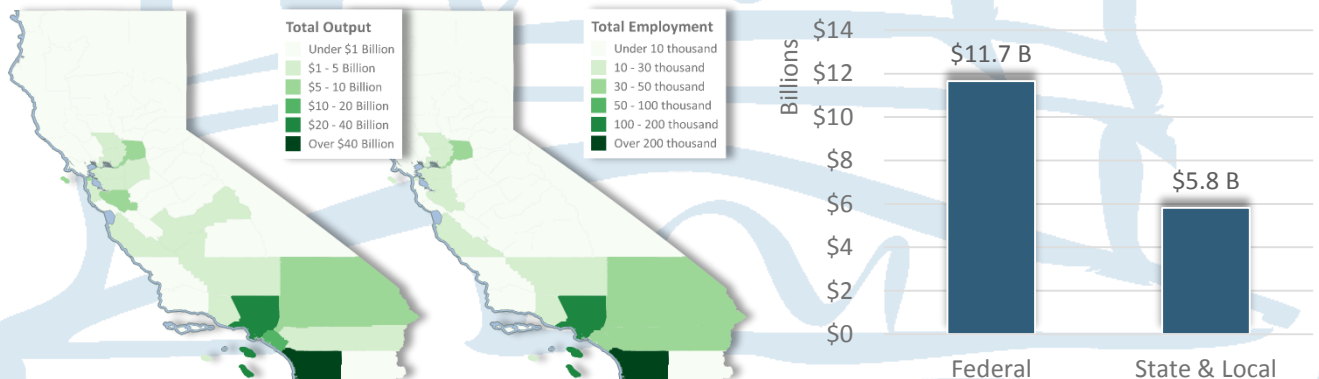 Total Output
Under $1 Billion
$1 - 5 Billion
$5 - 10 Billion
$10 - 20 Billion
$20 - 40 Billion
Over $40 Billion
Total Employment
Under 10 thousand
10 - 30 thousand
30 - 50 thousand
50 - 100 thousand
100 - 200 thousand
Over 200 thousand
Billions
$14
$12
$10
$8
$6
$4
$2
$0
$11.7 B
$5.8 B
Federal
State & Local